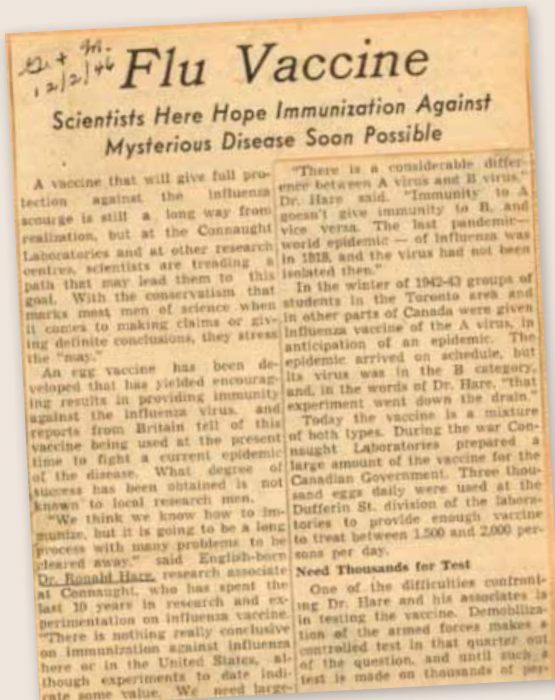 G. + M.
12/2/46
Flu Vaccine
Scientists Here Hope Immunization Against
Mysterious Disease Soon Possible
A vaccine that will give full pro-
tection against the influenza
scourge is still a long way from
realization, but at the Connaught
Laboratories and at other research
centres, scientists are treading a
path that may lead them to this
goal. With the conservatism that
marks most men of science when
it comes to making claims or giv-
ing definite conclusions, they stress
the "may."
An egg vaccine has been de-
veloped that has yielded encourag-
ing results in providing immunity
against the influenza virus, and
reports from Britain tell of this
vaccine being used at the present
time to fight a current epidemic
of the disease. What degree of
success has been obtained is not
known to local research men.
"We think we know how to im-
munize, but it is going to be a long
process with many problems to be
cleared away," said English-born
Dr. Ronald Hare, research associate
at Connaught, who has spent the
last 10 years in research and ex-
perimentation on influenza vaccine.
"There is nothing really conclusive
on immunization against influenza
here or in the United States, al-
though experiments to date indi-
cate some value. We need large-
"There is a considerable differ-
ence between A virus and B virus,"
Dr. Hare said. "Immunity to A
doesn't give immunity to B, and
vice versa. The last pandemic—
world epidemic — of influenza was
in 1918, and the virus had not been
isolated then."
In the winter of 1942-43 groups of
students in the Toronto area and
in other parts of Canada were given
influenza vaccine of the A virus, in
anticipation of an epidemic. The
epidemic arrived on schedule, but
its virus was in the B category,
and, in the words of Dr. Hare, "that
experiment went down the drain."
Today the vaccine is a mixture
of both types. During the war Con-
naught Laboratories prepared a
large amount of the vaccine for the
Canadian Government. Three thou-
sand eggs daily were used at the
Dufferin St. division of the labora-
tories to provide enough vaccine
to treat between 1,500 and 2,000 per-
sons per day.
Need Thousands for Test
One of the difficulties confront-
ing Dr. Hare and his associates is
in testing the vaccine. Demobiliza-
tion of the armed forces makes a
controlled test in that quarter out
of the question, and until such a
test is made on thousands of per-